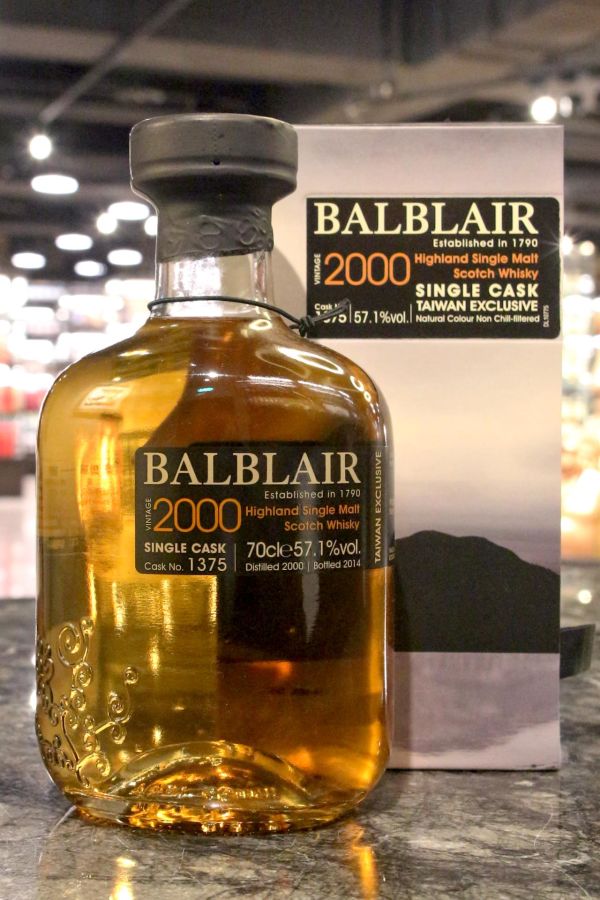 BALBLAIR
Established in 1790
VINTAGE
2000
Highland Single Malt
Scotch Whisky
SINGLE CASK
TAIWAN EXCLUSIVE
Cask No.
1375
57.1%vol.
Natural Colour Non Chill-filtered
BALBLAIR
Established in 1790
VINTAGE
2000
Highland Single Malt
Scotch Whisky
SINGLE CASK
Cask No. 1375
70cl e 57.1%vol.
Distilled 2000 | Bottled 2014
TAIWAN EXCLUSIVE